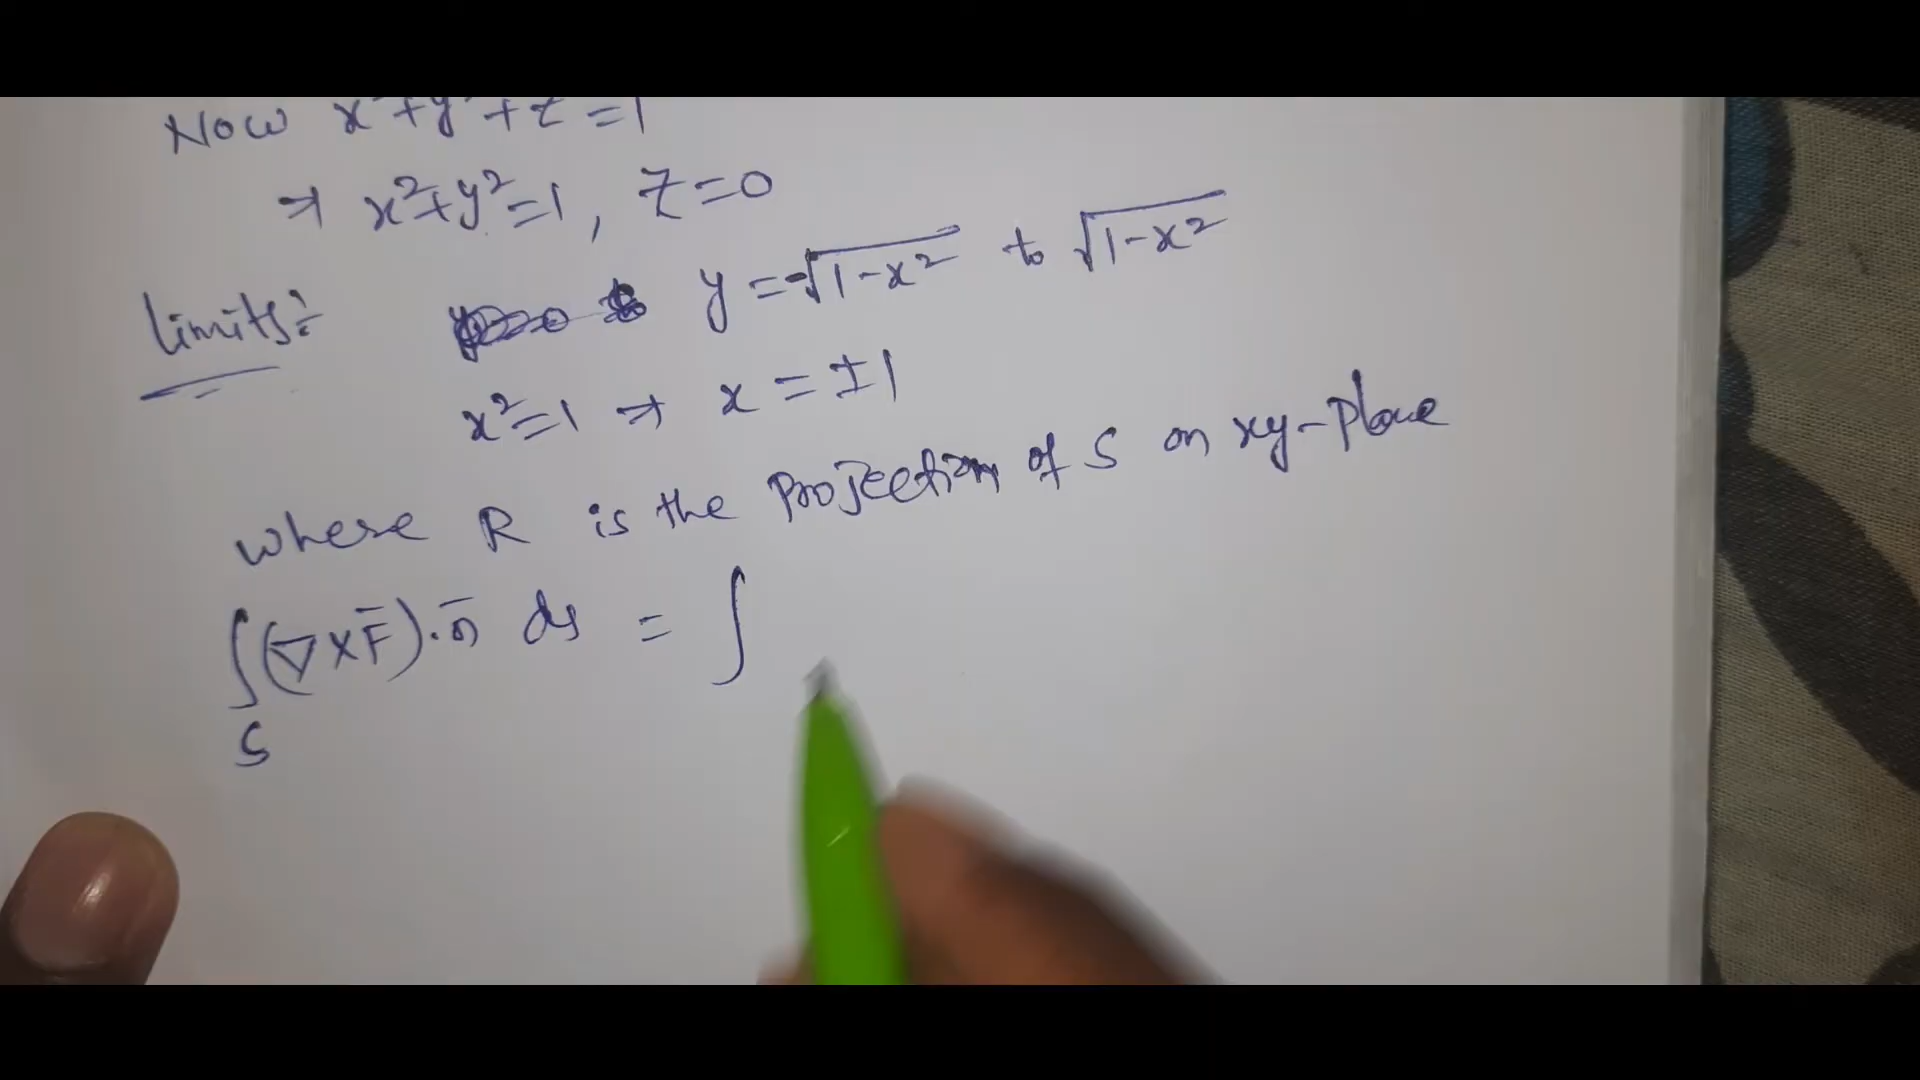 Now x²+y²+z²=1
⇒ x²+y²=1, z=0
Limits: y=-√(1-x²) to √(1-x²)
x²=1 ⇒ x=±1
where R is the projection of S on xy-plane
∫(∇×F̄).n̄ ds = ∫
S